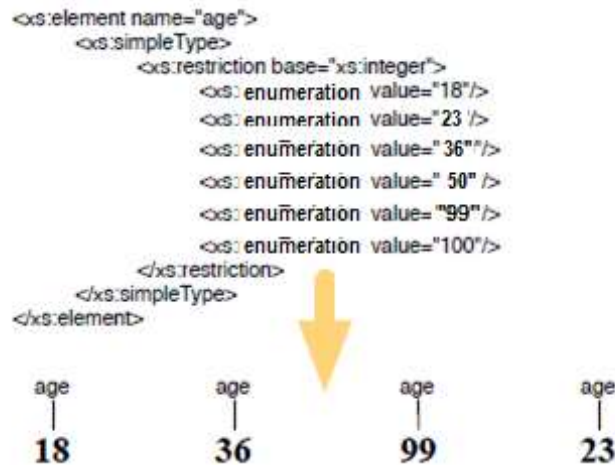 <xs:element name="age">
<xs:simpleType>
<xs:restriction base="xs:integer">
<xs: enumeration value="18"/>
<xs: enumeration value="23 />
<xs: enumeration value=" 36""/>
<xs: enumeration value=" 50" />
<xs: enumeration value= "99""/>
<xs: enumeration value="100"/>
</xs:restriction>
</xs:simpleType>
</xs:element>
age age age age
18 36 99 23